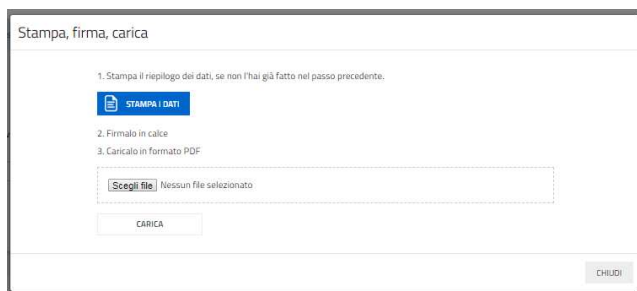 Stampa, firma, carica
1. Stampa il riepilogo dei dati, se non l'hai già fatto nel passo precedente.
STAMPA I DATI
2. Firmalo in calce
3. Caricalo in formato PDF
Scegli file Nessun file selezionato
CARICA
CHIUDI